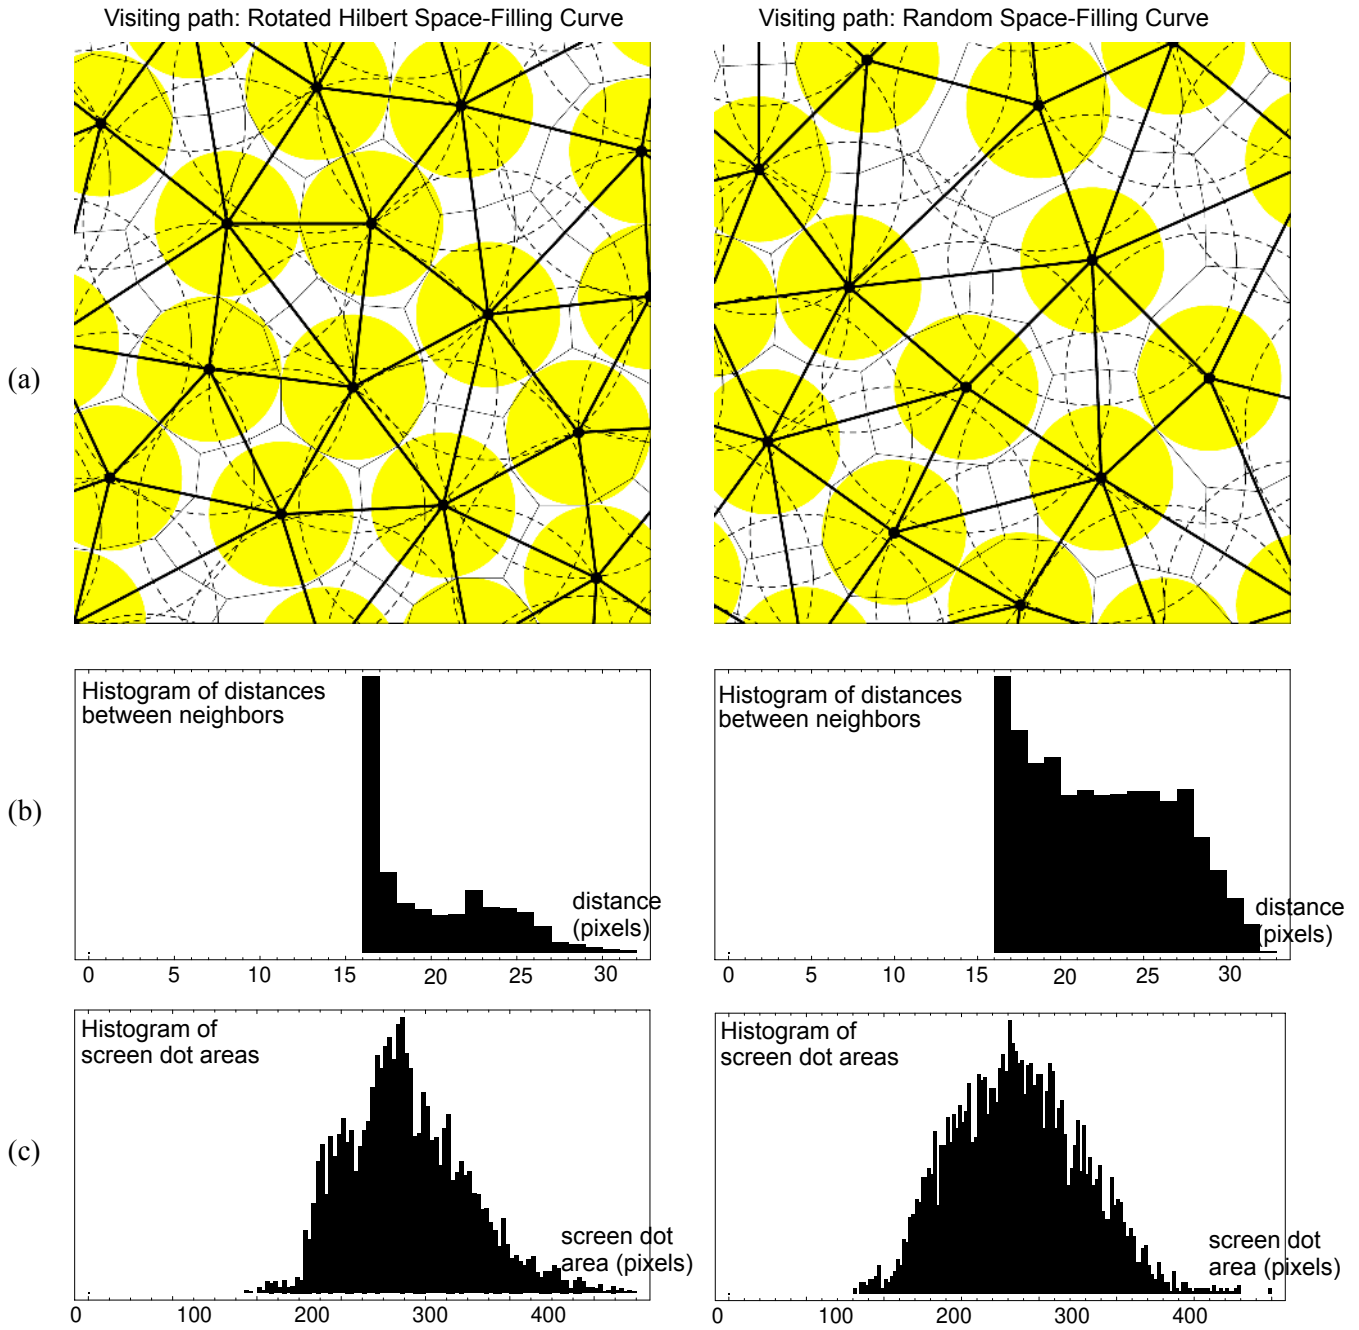 Visiting path: Rotated Hilbert Space-Filling Curve
Visiting path: Random Space-Filling Curve
(a)
Histogram of distances
between neighbors
distance
(pixels)
0 5 10 15 20 25 30
Histogram of distances
between neighbors
distance
(pixels)
0 5 10 15 20 25 30
(b)
Histogram of
screen dot areas
screen dot
area (pixels)
0 100 200 300 400
Histogram of
screen dot areas
screen dot
area (pixels)
0 100 200 300 400
(c)